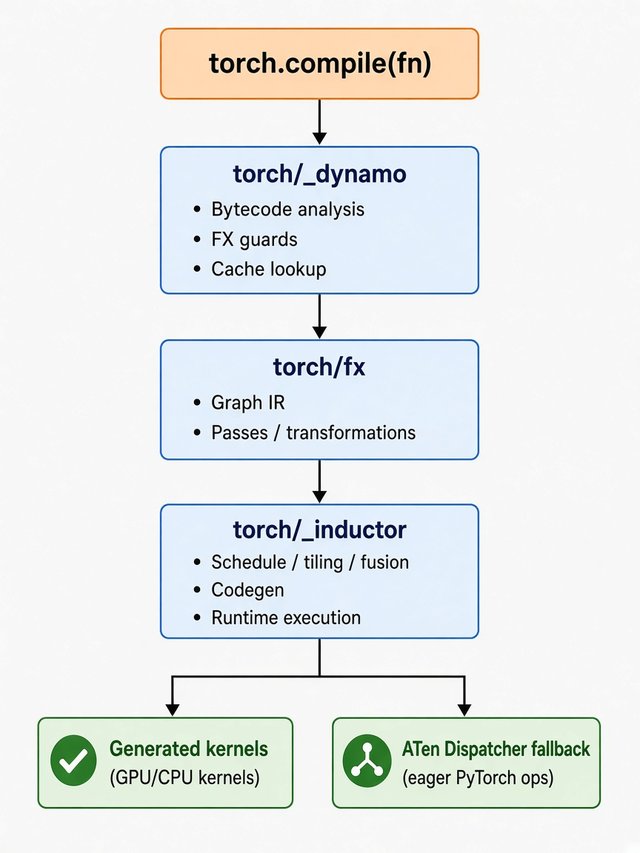 torch.compile(fn)
torch/_dynamo
• Bytecode analysis
• FX guards
• Cache lookup
torch/fx
• Graph IR
• Passes / transformations
torch/_inductor
• Schedule / tiling / fusion
• Codegen
• Runtime execution
Generated kernels
(GPU/CPU kernels)
ATen Dispatcher fallback
(eager PyTorch ops)